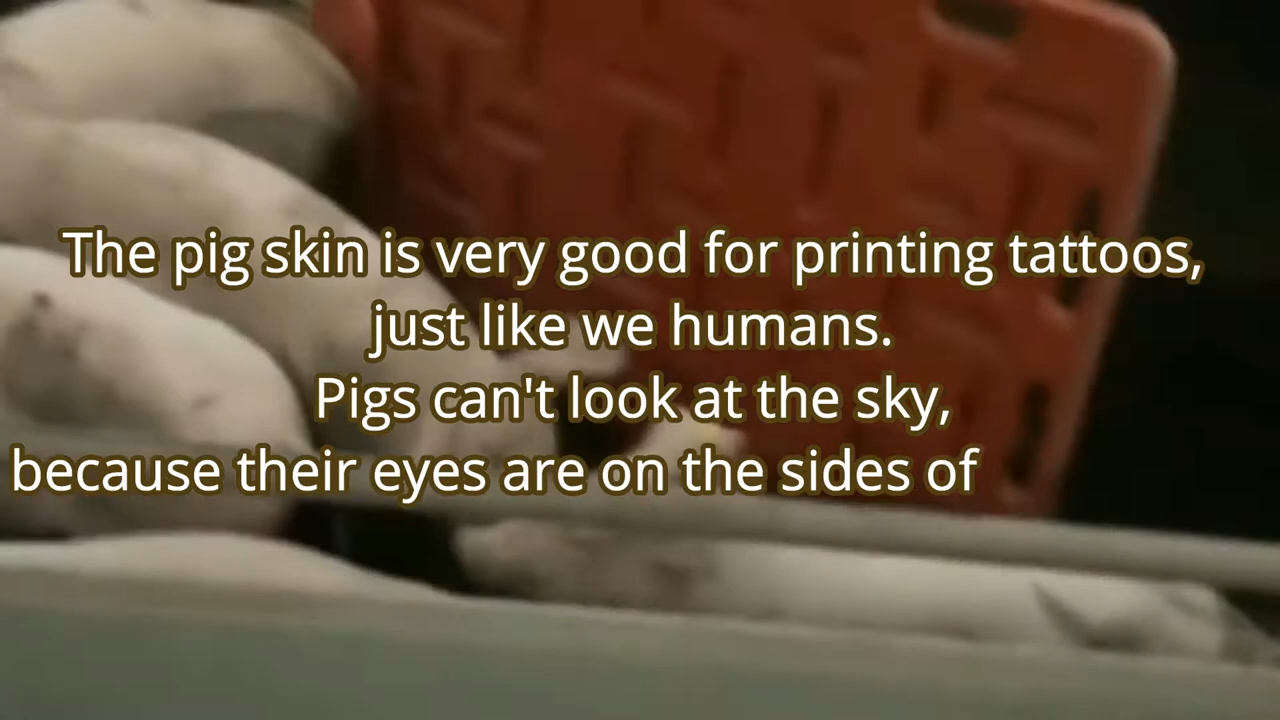 The pig skin is very good for printing tattoos,
just like we humans.
Pigs can't look at the sky,
because their eyes are on the sides of